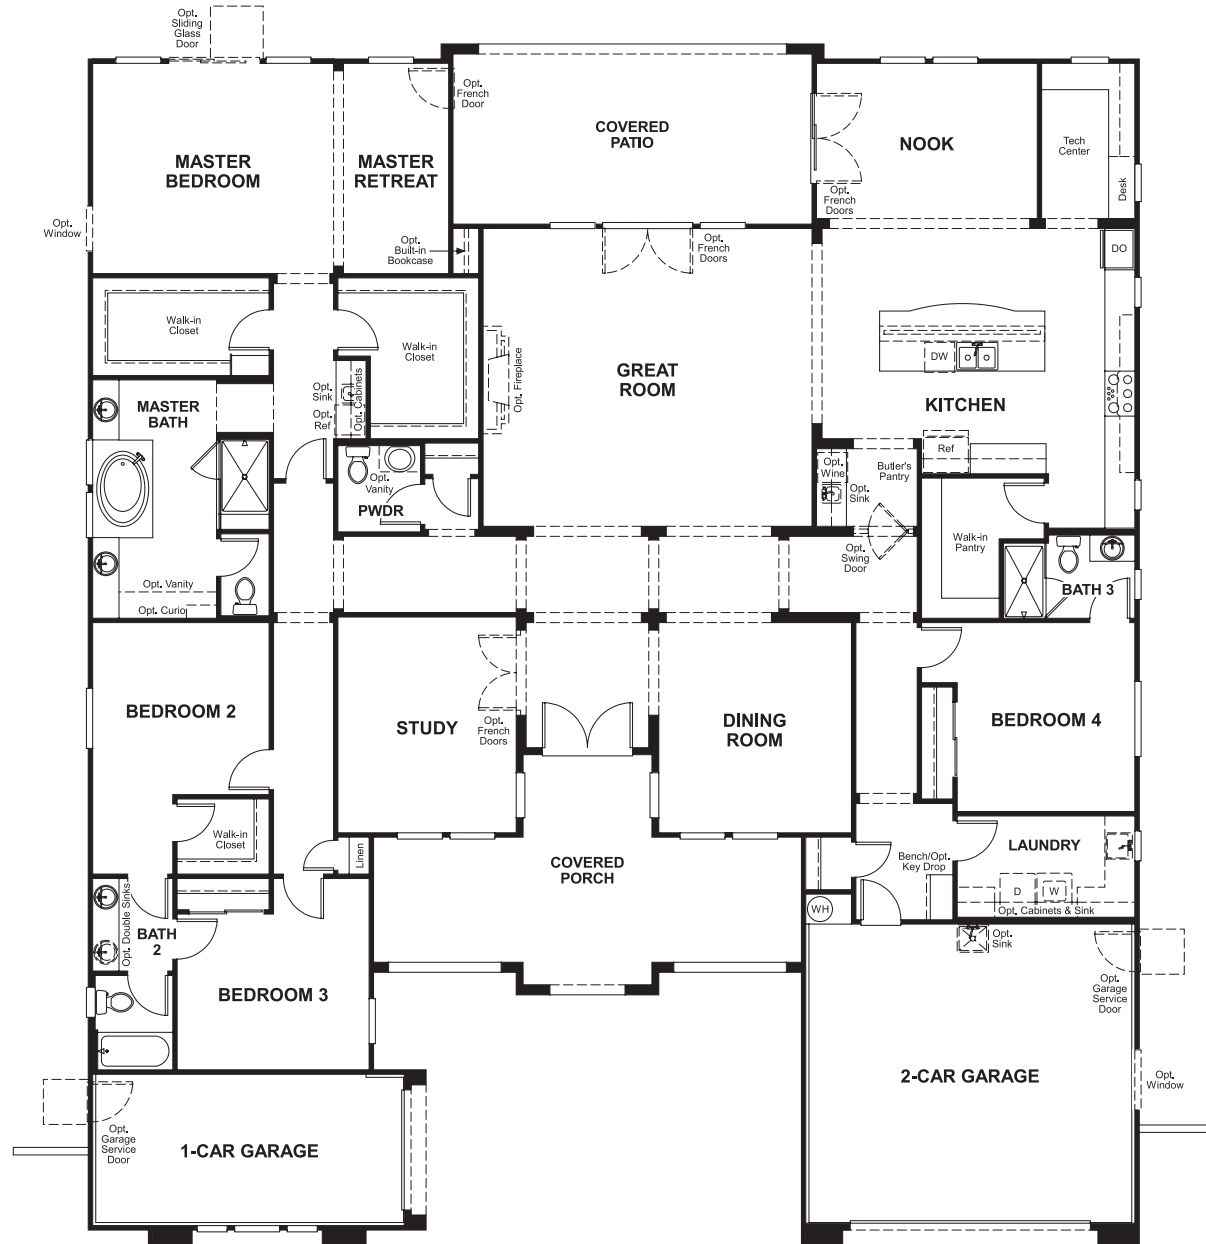 Opt.
Sliding
Glass
Door
Opt.
French
Door
COVERED
PATIO
NOOK
Tech
Center
Desk
MASTER
BEDROOM
MASTER
RETREAT
Opt.
French
Doors
Opt.
Window
Opt.
Built-in
Bookcase
Opt.
French
Doors
DO
Walk-in
Closet
Walk-in
Closet
Opt. Fireplace
GREAT
ROOM
DW
KITCHEN
MASTER
BATH
Opt.
Sink
Opt.
Ref
Opt. Cabinets
Ref
Opt.
Vanity
PWDR
Opt.
Wine
Opt.
Sink
Butler's
Pantry
Opt.
Swing
Door
Walk-in
Pantry
Opt. Vanity
Opt. Curio
BATH 3
BEDROOM 2
STUDY
Opt.
French
Doors
DINING
ROOM
BEDROOM 4
Walk-in
Closet
Linen
COVERED
PORCH
Bench/Opt.
Key Drop
LAUNDRY
D
W
Opt. Cabinets & Sink
WH
Opt. Double Sinks
BATH
2
Opt.
Sink
BEDROOM 3
Opt.
Garage
Service
Door
2-CAR GARAGE
Opt.
Window
Opt.
Garage
Service
Door
1-CAR GARAGE